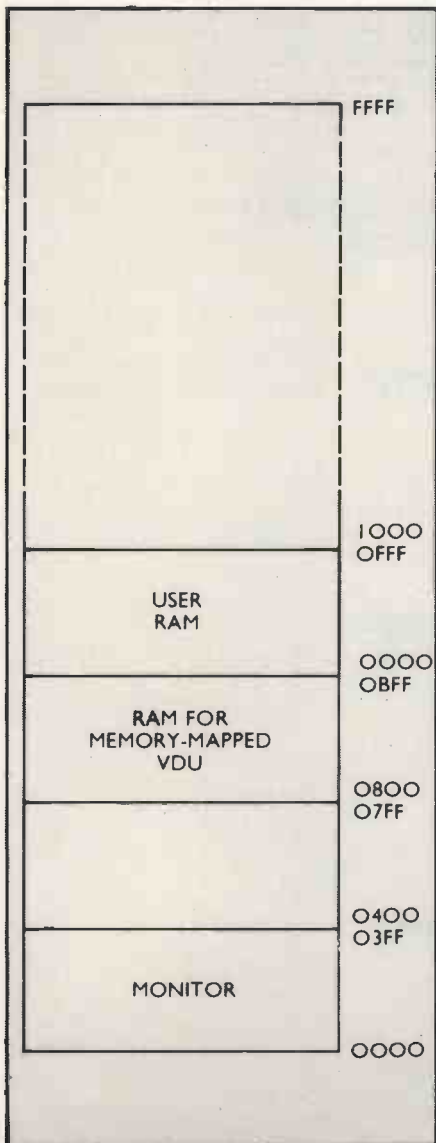 FFFF
1000
0FFF
USER
RAM
0000
0BFF
RAM FOR
MEMORY-MAPPED
VDU
0800
07FF
0400
03FF
MONITOR
0000